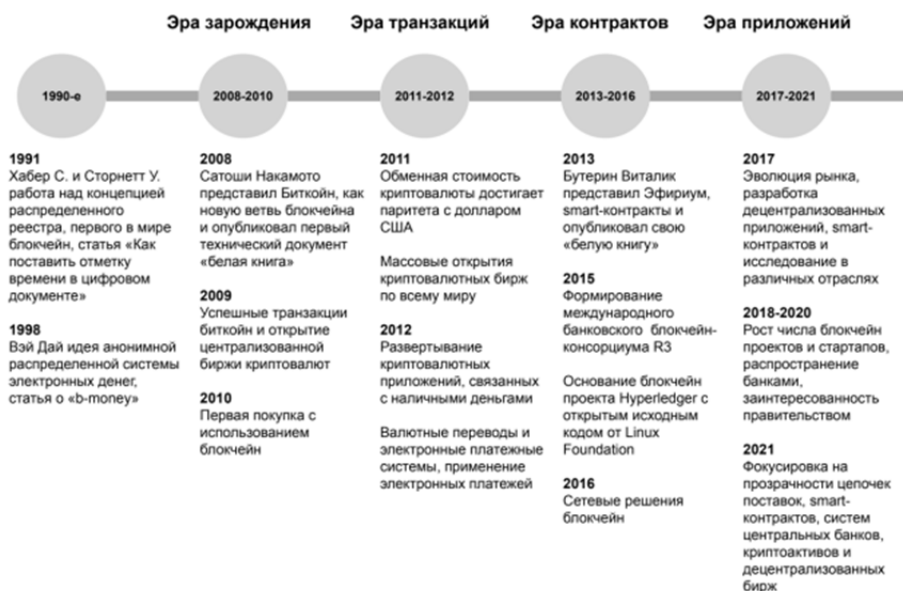 Эра зарождения
Эра транзакций
Эра контрактов
Эра приложений
1990-е
2008-2010
2011-2012
2013-2016
2017-2021
1991
Хабер С. и Сторнетт У.
работа над концепцией
распределенного
реестра, первого в мире
блокчейн, статья «Как
поставить отметку
времени в цифровом
документе»
1998
Вэй Дай идея анонимной
распределенной системы
электронных денег,
статья о «b-money»
2008
Сатоши Накамото
представил Биткойн, как
новую ветвь блокчейна
и опубликовал первый
технический документ
«белая книга»
2009
Успешные транзакции
биткойн и открытие
централизованной
биржи криптовалют
2010
Первая покупка с
использованием
блокчейн
2011
Обменная стоимость
криптовалюты достигает
паритета с долларом
США
Массовые открытия
криптовалютных бирж
по всему миру
2012
Развертывание
криптовалютных
приложений, связанных
с наличными деньгами
Валютные переводы и
электронные платежные
системы, применение
электронных платежей
2013
Бутерин Виталик
представил Эфириум,
smart-контракты и
опубликовал свою
«белую книгу»
2015
Формирование
международного
банковского блокчейн-
консорциума R3
Основание блокчейн
проекта Hyperledger с
открытым исходным
кодом от Linux
Foundation
2016
Сетевые решения
блокчейн
2017
Эволюция рынка,
разработка
децентрализованных
приложений, smart-
контрактов и
исследование в
различных отраслях
2018-2020
Рост числа блокчейн
проектов и стартапов,
распространение
банками,
заинтересованность
правительством
2021
Фокусировка на
прозрачности цепочек
поставок, smart-
контрактов, систем
центральных банков,
криптоактивов и
децентрализованных
бирж